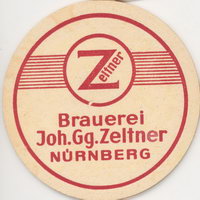 Zeltner
Brauerei
Joh. Gg. Zeltner
NÜRNBERG